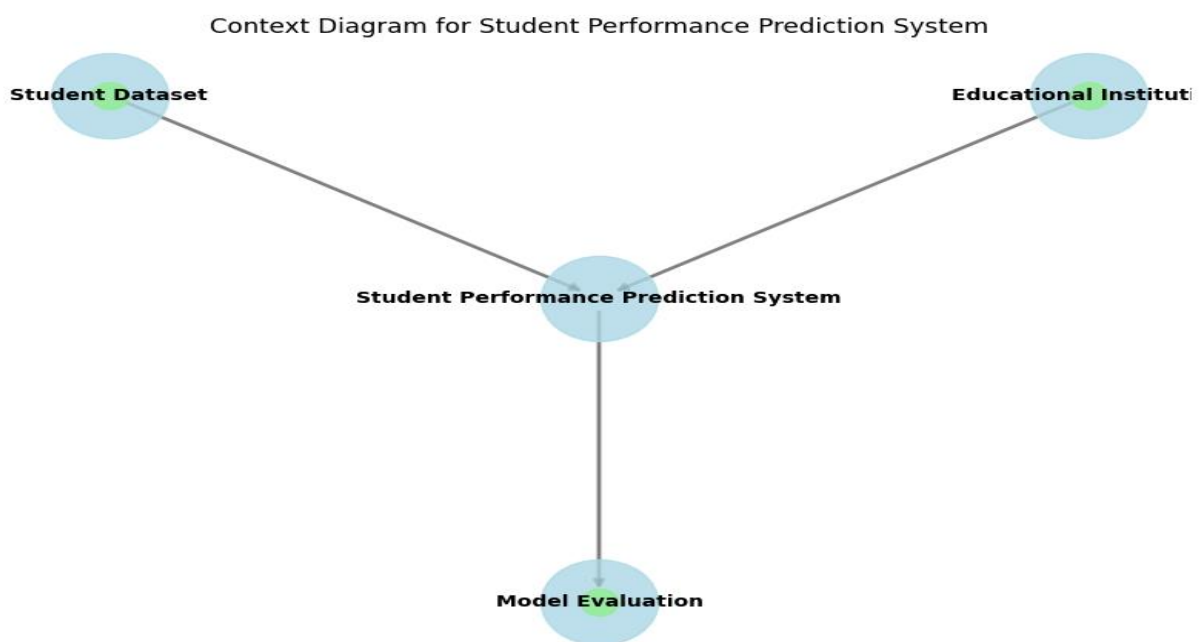 Context Diagram for Student Performance Prediction System
Student Dataset
Educational Instituti
Student Performance Prediction System
Model Evaluation